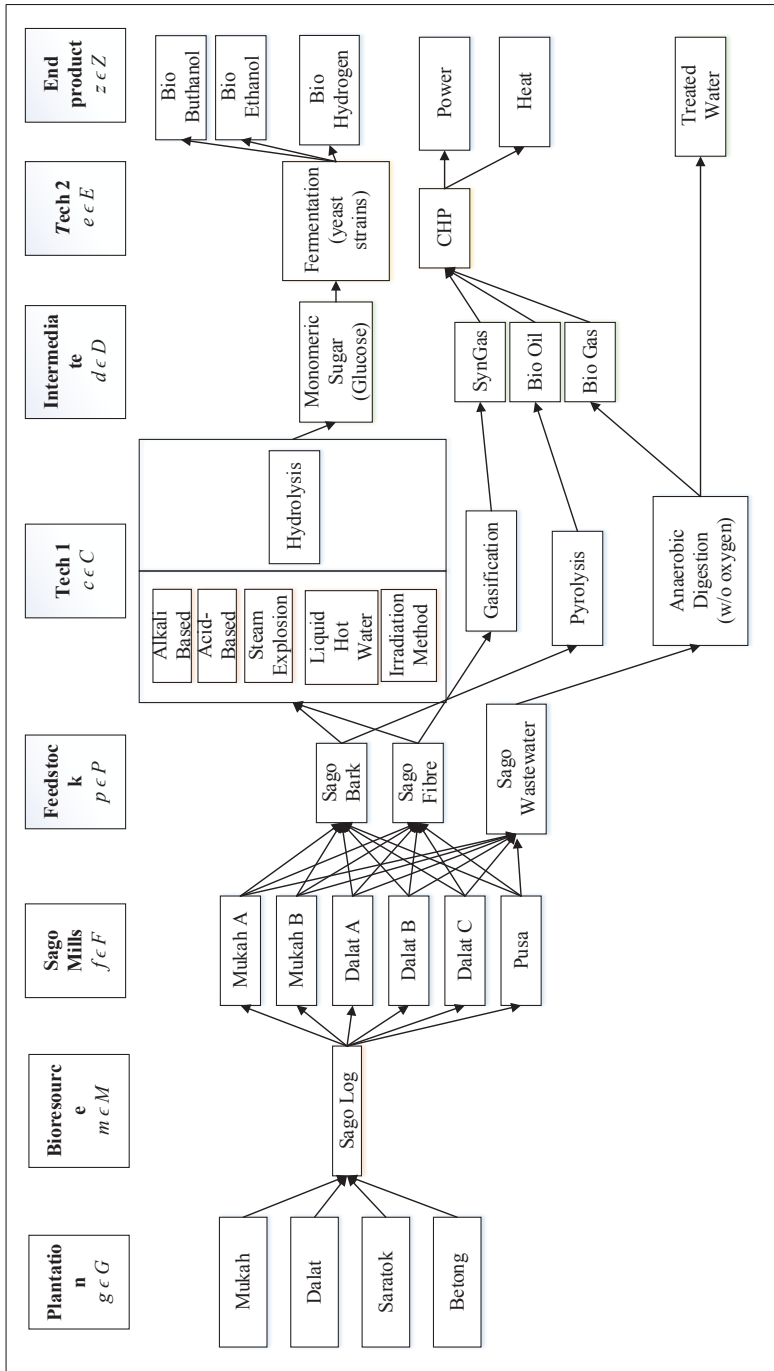 Plantatio
n
g ϵ G
Bioresourc
e
m ϵ M
Sago
Mills
f ϵ F
Feedstoc
k
p ϵ P
Tech 1
c ϵ C
Intermedia
te
d ϵ D
Tech 2
e ϵ E
End
product
z ϵ Z
Mukah
Dalat
Saratok
Betong
Sago Log
Mukah A
Mukah B
Dalat A
Dalat B
Dalat C
Pusa
Sago
Bark
Sago
Fibre
Sago
Wastewater
Alkali
Based
Acid-
Based
Steam
Explosion
Liquid
Hot
Water
Irradiation
Method
Hydrolysis
Gasification
Pyrolysis
Anaerobic
Digestion
(w/o oxygen)
Monomeric
Sugar
(Glucose)
SynGas
Bio Oil
Bio Gas
Fermentation
(yeast
strains)
CHP
Bio
Buthanol
Bio
Ethanol
Bio
Hydrogen
Power
Heat
Treated
Water